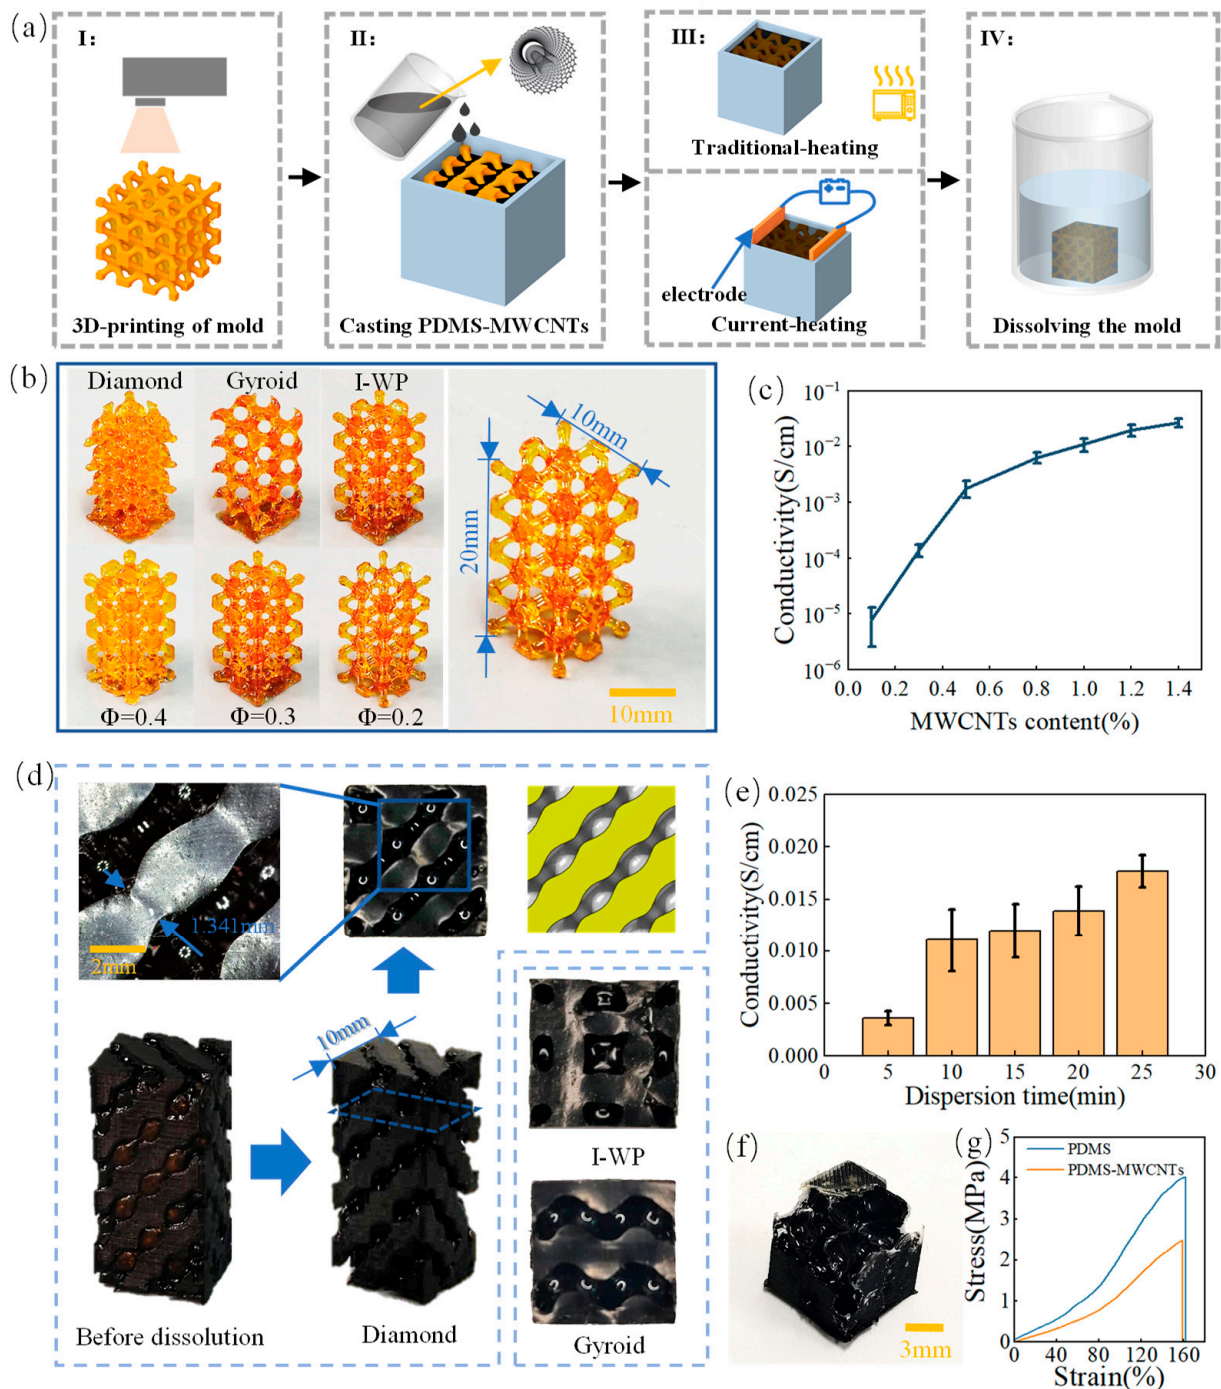 (a)
I:
II:
III:
IV:
Traditional-heating
electrode
3D-printing of mold
Casting PDMS-MWCNTs
Current-heating
Dissolving the mold
(b)
Diamond
Gyroid
I-WP
10mm
20mm
Φ=0.4
Φ=0.3
Φ=0.2
10mm
(c)
Conductivity(S/cm)
10⁻¹
10⁻²
10⁻³
10⁻⁴
10⁻⁵
10⁻⁶
0.0 0.2 0.4 0.6 0.8 1.0 1.2 1.4
MWCNTs content(%)
(d)
1.341mm
2mm
10mm
Before dissolution
Diamond
I-WP
Gyroid
(e)
Conductivity(S/cm)
0.025
0.020
0.015
0.010
0.005
0.000
0 5 10 15 20 25 30
Dispersion time(min)
(f)
3mm
(g)
Stress(MPa)
5
4
3
2
1
0
PDMS
PDMS-MWCNTs
0 40 80 120 160
Strain(%)